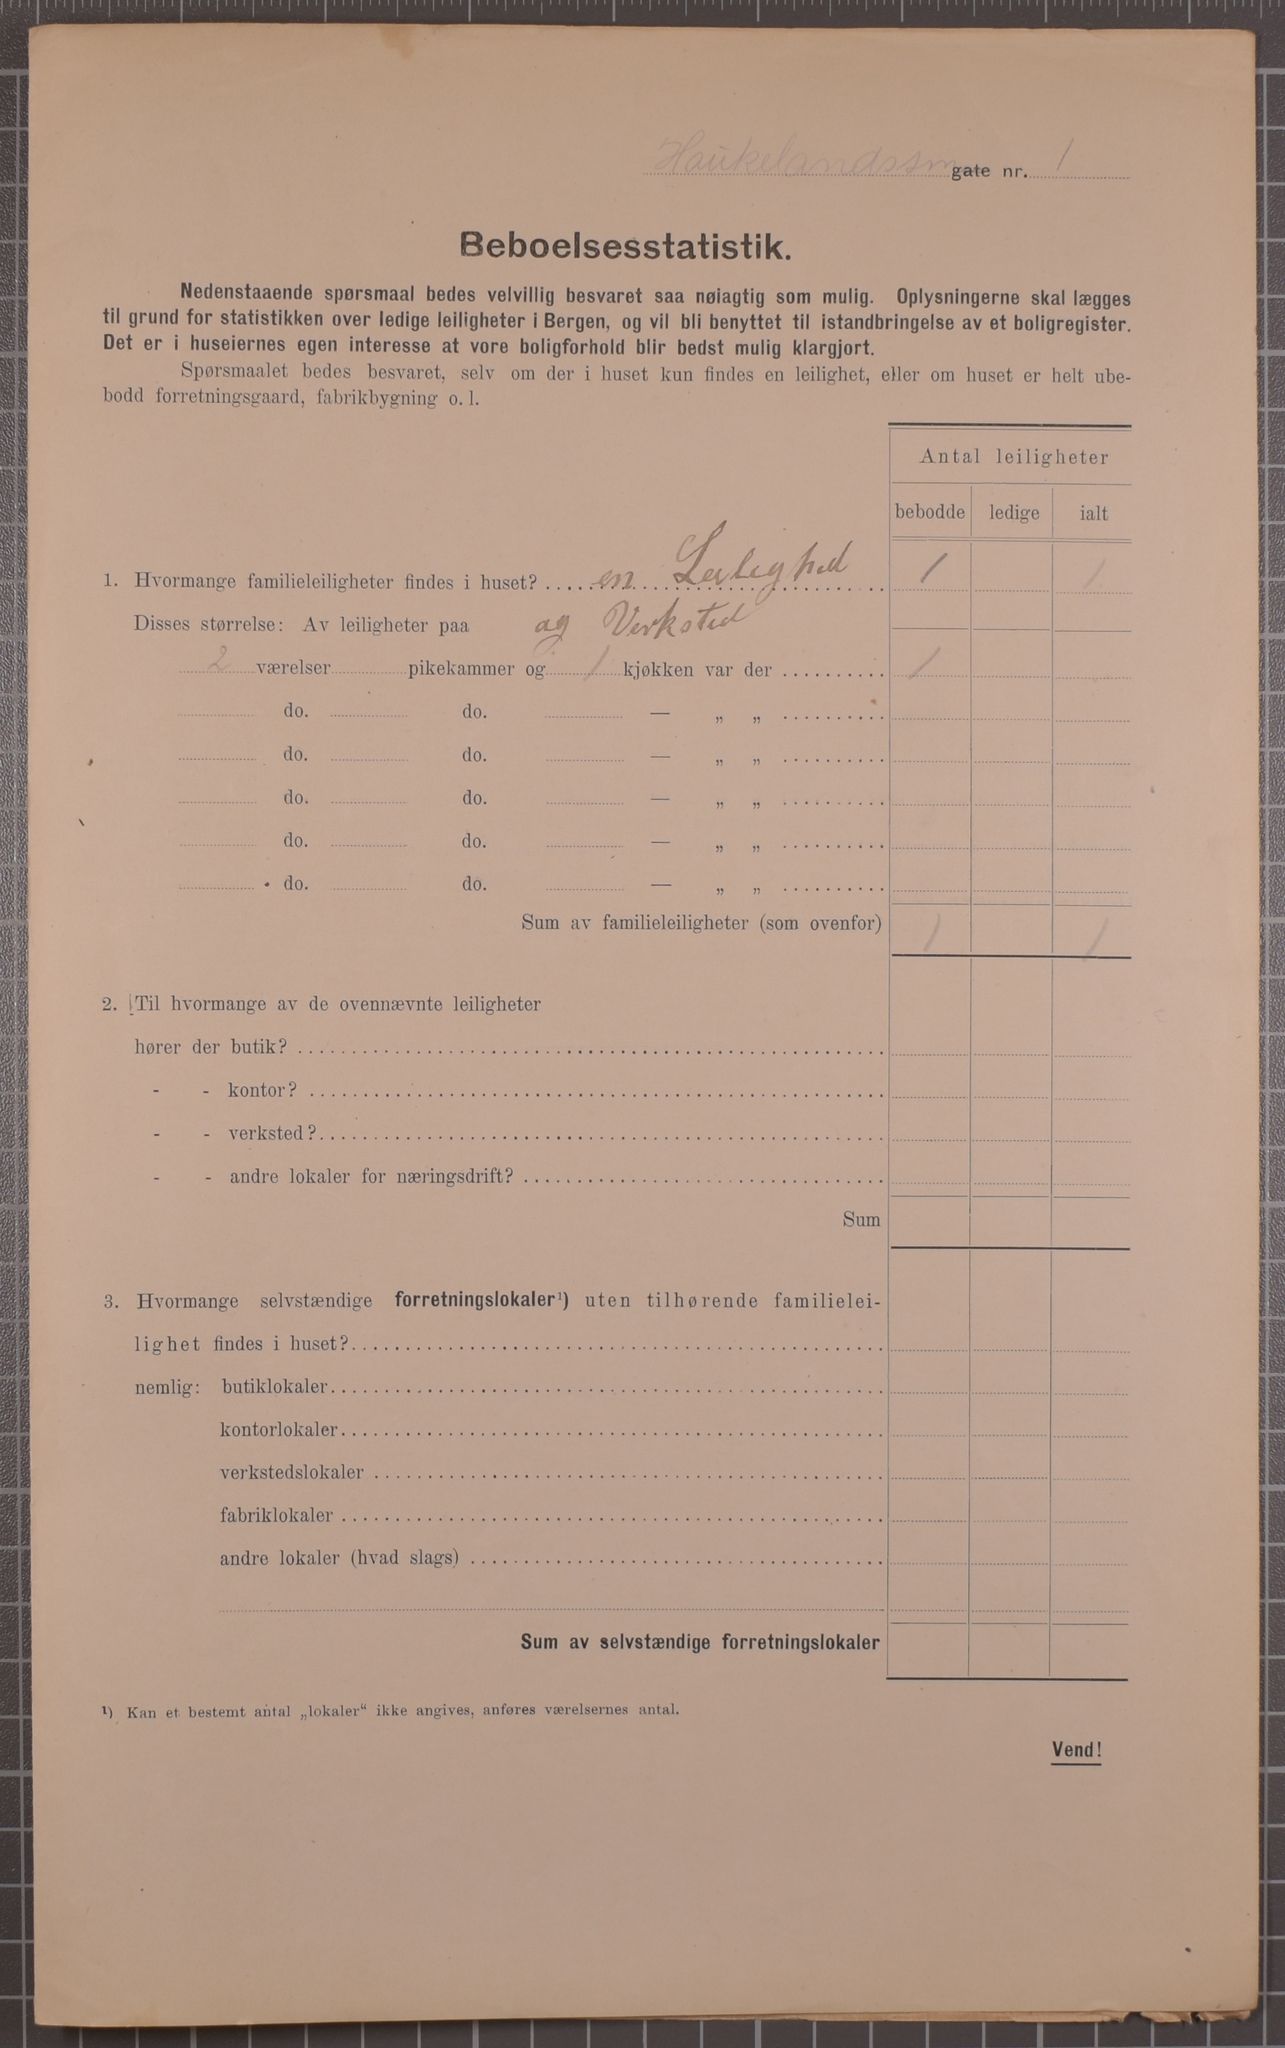 Haukelandssm gate nr. 1
Beboelsesstatistik.
Nedenstaaende spørsmaal bedes velvillig besvaret saa nøiagtig som mulig. Oplysningerne skal lægges
til grund for statistikken over ledige leiligheter i Bergen, og vil bli benyttet til istandbringelse av et boligregister.
Det er i huseiernes egen interesse at vore boligforhold blir bedst mulig klargjort.
Spørsmaalet bedes besvaret, selv om der i huset kun findes en leilighet, eller om huset er helt ube-
bodd forretningsgaard, fabrikbygning o. l.
Antal leiligheter
bebodde ledige ialt
1. Hvormange familieleiligheter findes i huset? en Leilighed 1 1
Disses størrelse: Av leiligheter paa og Verksted
2 værelser pikekammer og 1 kjøkken var der 1
do. do. — „ „
do. do. — „ „
do. do. — „ „
do. do. — „ „
do. do. — „ „
Sum av familieleiligheter (som ovenfor) 1 1
2. Til hvormange av de ovennævnte leiligheter
hører der butik?
- - kontor?
- - verksted?
- - andre lokaler for næringsdrift?
Sum
3. Hvormange selvstændige forretningslokaler¹) uten tilhørende familielei-
lighet findes i huset?
nemlig: butiklokaler
kontorlokaler
verkstedslokaler
fabriklokaler
andre lokaler (hvad slags)
Sum av selvstændige forretningslokaler
¹) Kan et bestemt antal „lokaler“ ikke angives, anføres værelsernes antal.
Vend!